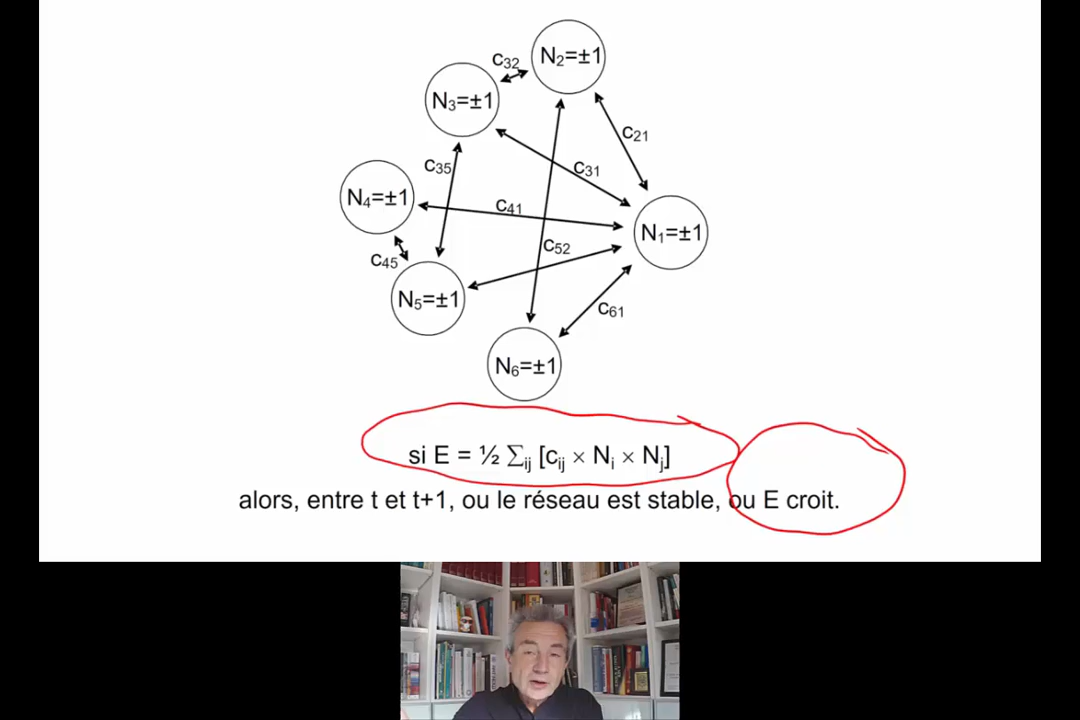 N₂=±1
c₃₂
N₃=±1
c₂₁
c₃₅
c₃₁
N₄=±1
c₄₁
N₁=±1
c₅₂
c₄₅
N₅=±1
c₆₁
N₆=±1
si E = ½ ∑ᵢⱼ [cᵢⱼ × Nᵢ × Nⱼ]
alors, entre t et t+1, ou le réseau est stable, ou E croit.